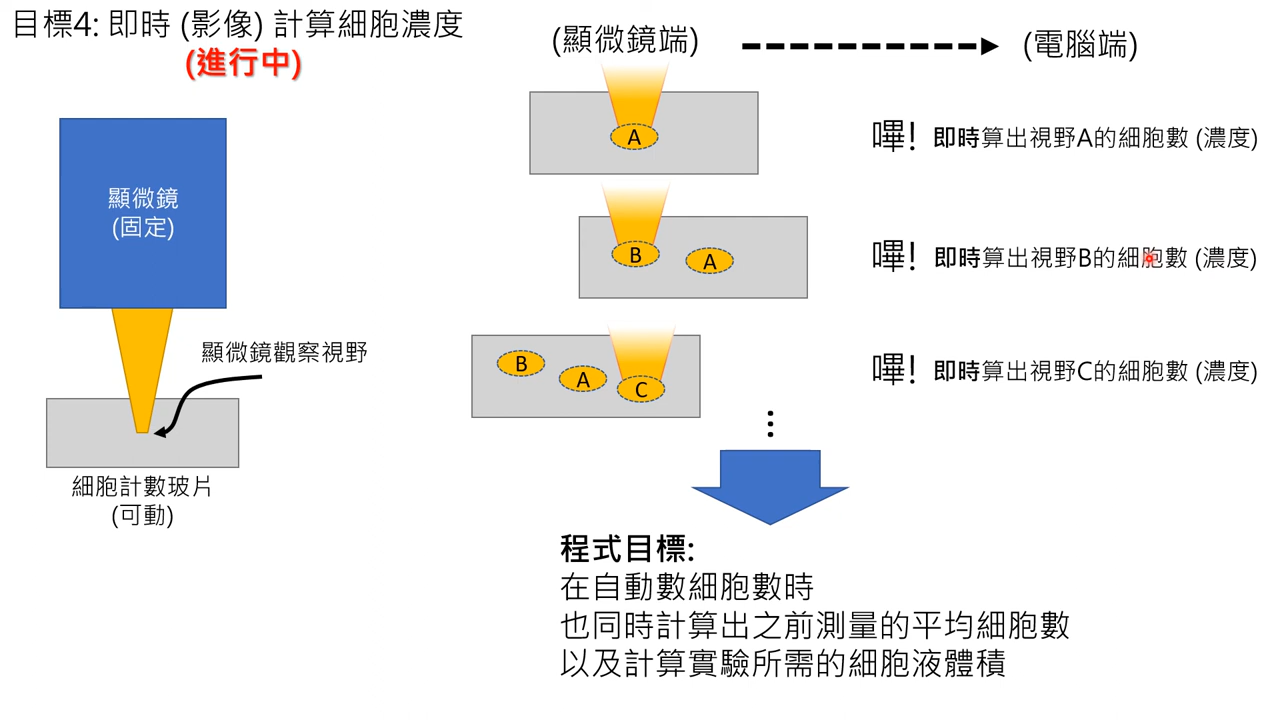 目標4: 即時 (影像) 計算細胞濃度
(進行中)
(顯微鏡端)
(電腦端)
顯微鏡
(固定)
顯微鏡觀察視野
細胞計數玻片
(可動)
A
嗶! 即時算出視野A的細胞數 (濃度)
B
A
嗶! 即時算出視野B的細胞數 (濃度)
B
A
C
嗶! 即時算出視野C的細胞數 (濃度)
⋮
程式目標:
在自動數細胞數時
也同時計算出之前測量的平均細胞數
以及計算實驗所需的細胞液體積